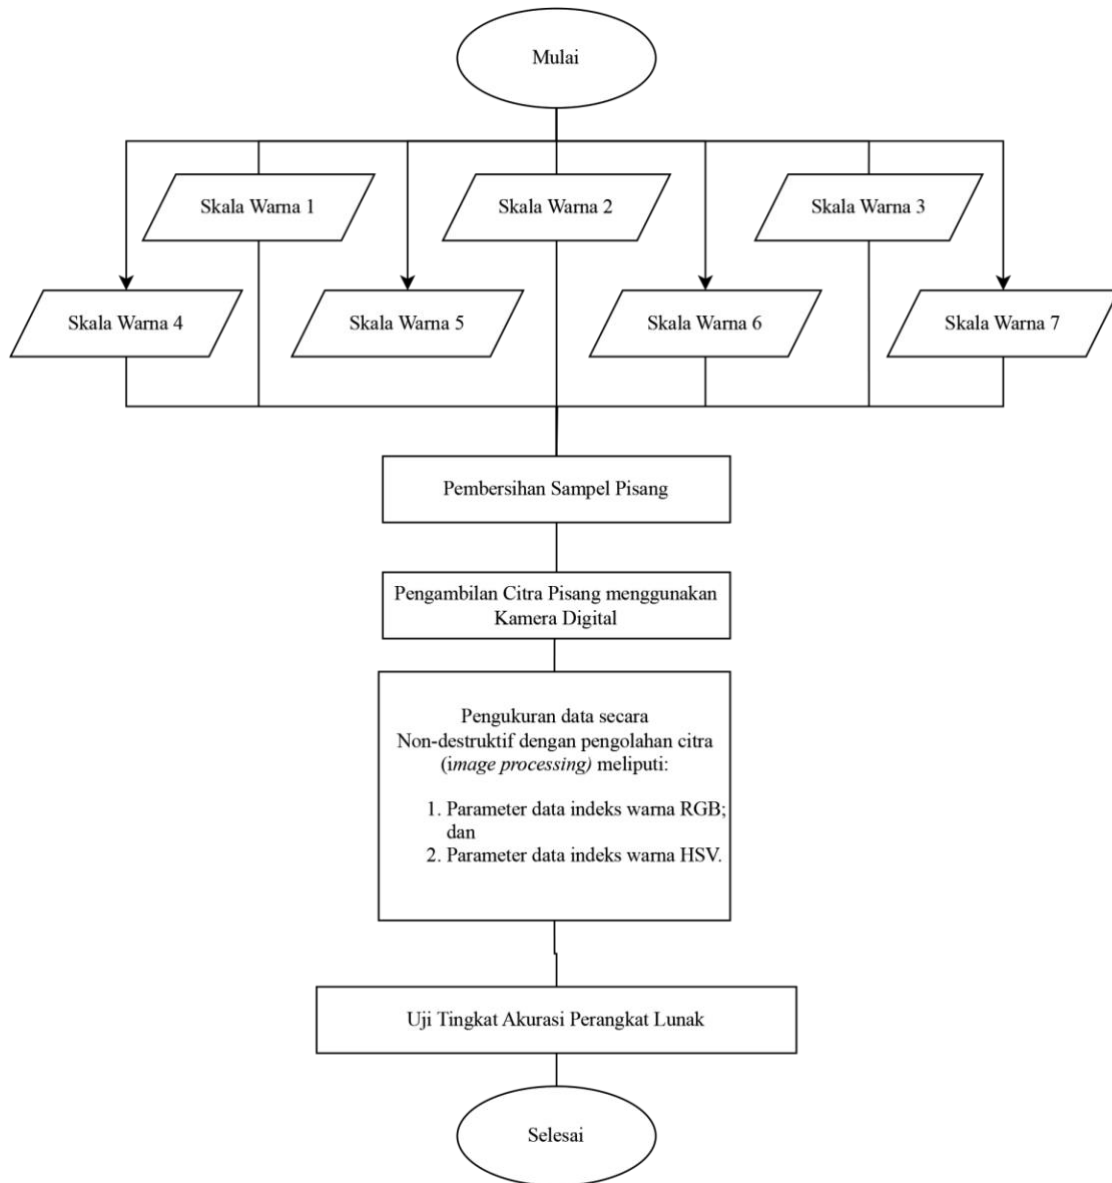 Mulai
Skala Warna 1
Skala Warna 2
Skala Warna 3
Skala Warna 4
Skala Warna 5
Skala Warna 6
Skala Warna 7
Pembersihan Sampel Pisang
Pengambilan Citra Pisang menggunakan
Kamera Digital
Pengukuran data secara
Non-destruktif dengan pengolahan citra
(image processing) meliputi:
1. Parameter data indeks warna RGB;
dan
2. Parameter data indeks warna HSV.
Uji Tingkat Akurasi Perangkat Lunak
Selesai